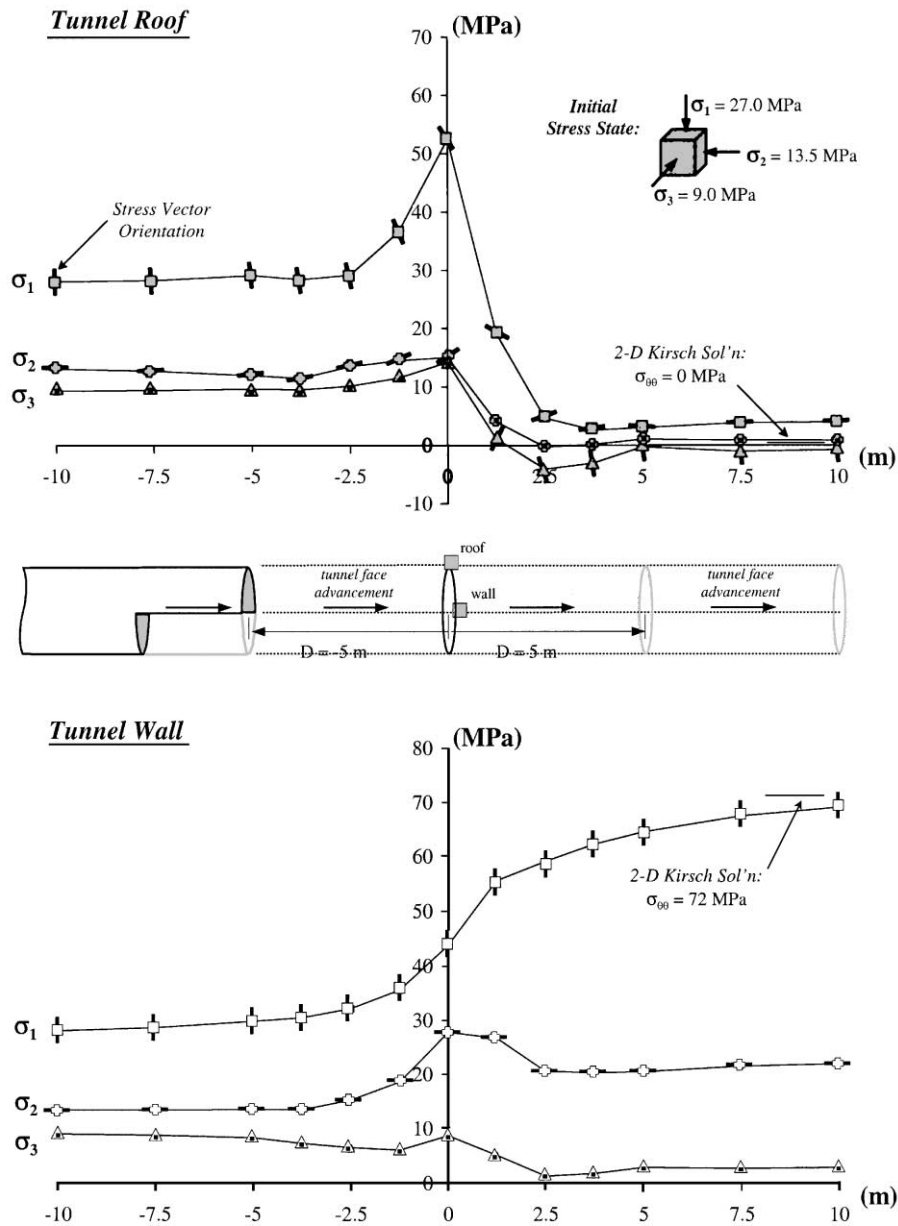 Tunnel Roof
(MPa)
70
60
50
40
30
20
10
0
-10
Initial
Stress State:
σ1 = 27.0 MPa
σ2 = 13.5 MPa
σ3 = 9.0 MPa
Stress Vector
Orientation
σ1
σ2
σ3
2-D Kirsch Sol'n:
σθθ = 0 MPa
-10 -7.5 -5 -2.5 0 2.5 5 7.5 10
(m)
roof
tunnel face
advancement
wall
tunnel face
advancement
D = -5 m
D = 5 m
Tunnel Wall
(MPa)
80
70
60
50
40
30
20
10
0
2-D Kirsch Sol'n:
σθθ = 72 MPa
σ1
σ2
σ3
-10 -7.5 -5 -2.5 0 2.5 5 7.5 10
(m)